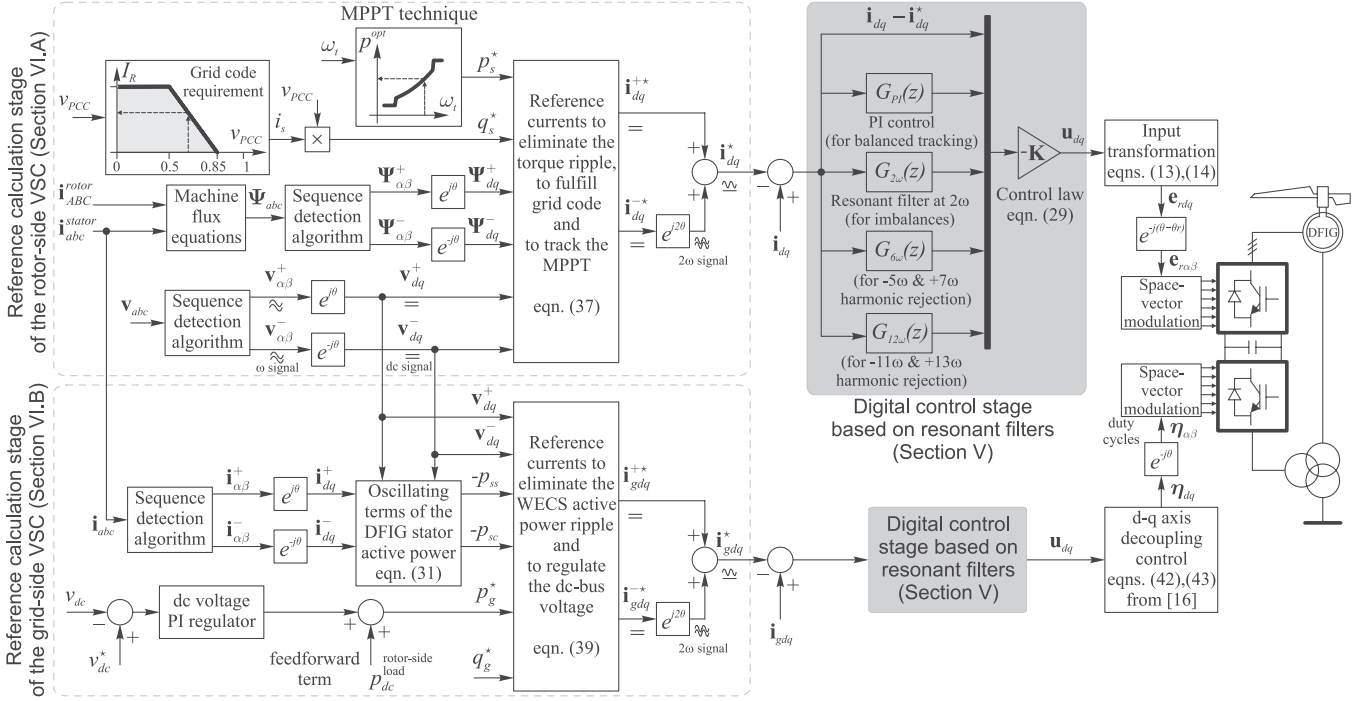 Reference calculation stage
of the rotor-side VSC (Section VI.A)
MPPT technique
ω_t
p^opt
ω_t
p_s^⋆
I_R
Grid code
requirement
v_PCC
v_PCC
0
0.5
0.85
1
i_s
v_PCC
×
q_s^⋆
i_ABC^rotor
i_abc^stator
Machine
flux
equations
Ψ_abc
Sequence
detection
algorithm
Ψ_αβ^+
e^jθ
Ψ_dq^+
Ψ_αβ^-
e^-jθ
Ψ_dq^-
v_abc
Sequence
detection
algorithm
v_αβ^+
≈
e^jθ
v_dq^+
=
v_αβ^-
≈
ω signal
e^-jθ
v_dq^-
=
dc signal
Reference
currents to
eliminate the
torque ripple,
to fulfill
grid code
and
to track the
MPPT
eqn. (37)
i_dq^+⋆
=
i_dq^-⋆
=
e^j2θ
2ω signal
+
+
i_dq^⋆
-
+
i_dq
i_dq – i_dq^⋆
G_PI(z)
PI control
(for balanced tracking)
G_2ω(z)
Resonant filter at 2ω
(for imbalances)
G_6ω(z)
(for -5ω & +7ω
harmonic rejection)
G_12ω(z)
(for -11ω & +13ω
harmonic rejection)
-K
Control law
eqn. (29)
u_dq
Digital control stage
based on resonant filters
(Section V)
Input
transformation
eqns. (13),(14)
e_rdq
e^-j(θ-θr)
e_rαβ
Space-
vector
modulation
DFIG
Space-
vector
modulation
duty
cycles
η_αβ
e^-jθ
η_dq
d-q axis
decoupling
control
eqns. (42),(43)
from [16]
Reference calculation stage
of the grid-side VSC (Section VI.B)
i_abc
Sequence
detection
algorithm
i_αβ^+
e^jθ
i_dq^+
i_αβ^-
e^-jθ
i_dq^-
Oscillating
terms of the
DFIG stator
active power
eqn. (31)
v_dq^+
v_dq^-
-p_ss
-p_sc
v_dc
-
+
v_dc^⋆
dc voltage
PI regulator
+
+
feedforward
term
p_dc^load rotor-side
p_g^⋆
q_g^⋆
Reference
currents to
eliminate the
WECS active
power ripple
and
to regulate
the dc-bus
voltage
eqn. (39)
i_gdq^+⋆
=
i_gdq^-⋆
=
e^j2θ
2ω signal
+
+
i_gdq^⋆
-
+
i_gdq
Digital control
stage based on
resonant filters
(Section V)
u_dq